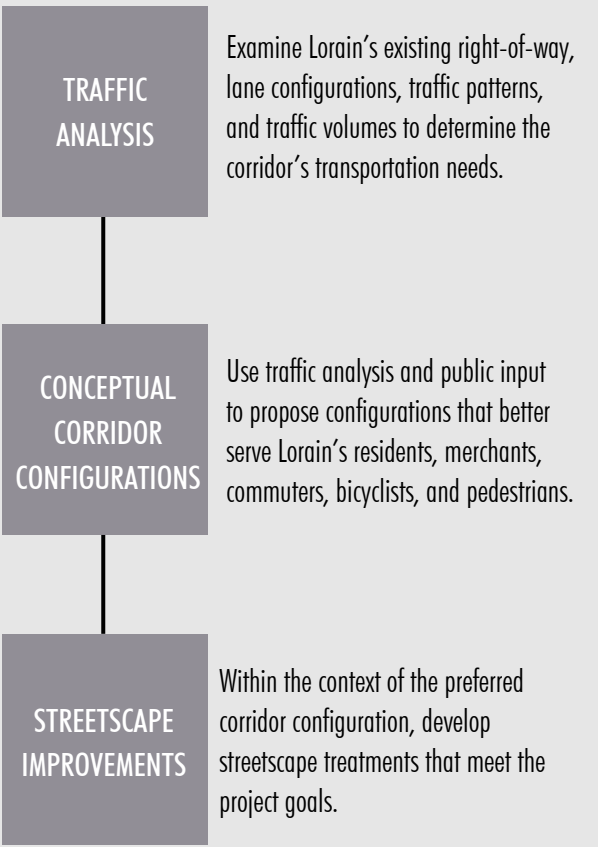 TRAFFIC
ANALYSIS
Examine Lorain’s existing right-of-way,
lane configurations, traffic patterns,
and traffic volumes to determine the
corridor’s transportation needs.
CONCEPTUAL
CORRIDOR
CONFIGURATIONS
Use traffic analysis and public input
to propose configurations that better
serve Lorain’s residents, merchants,
commuters, bicyclists, and pedestrians.
STREETSCAPE
IMPROVEMENTS
Within the context of the preferred
corridor configuration, develop
streetscape treatments that meet the
project goals.